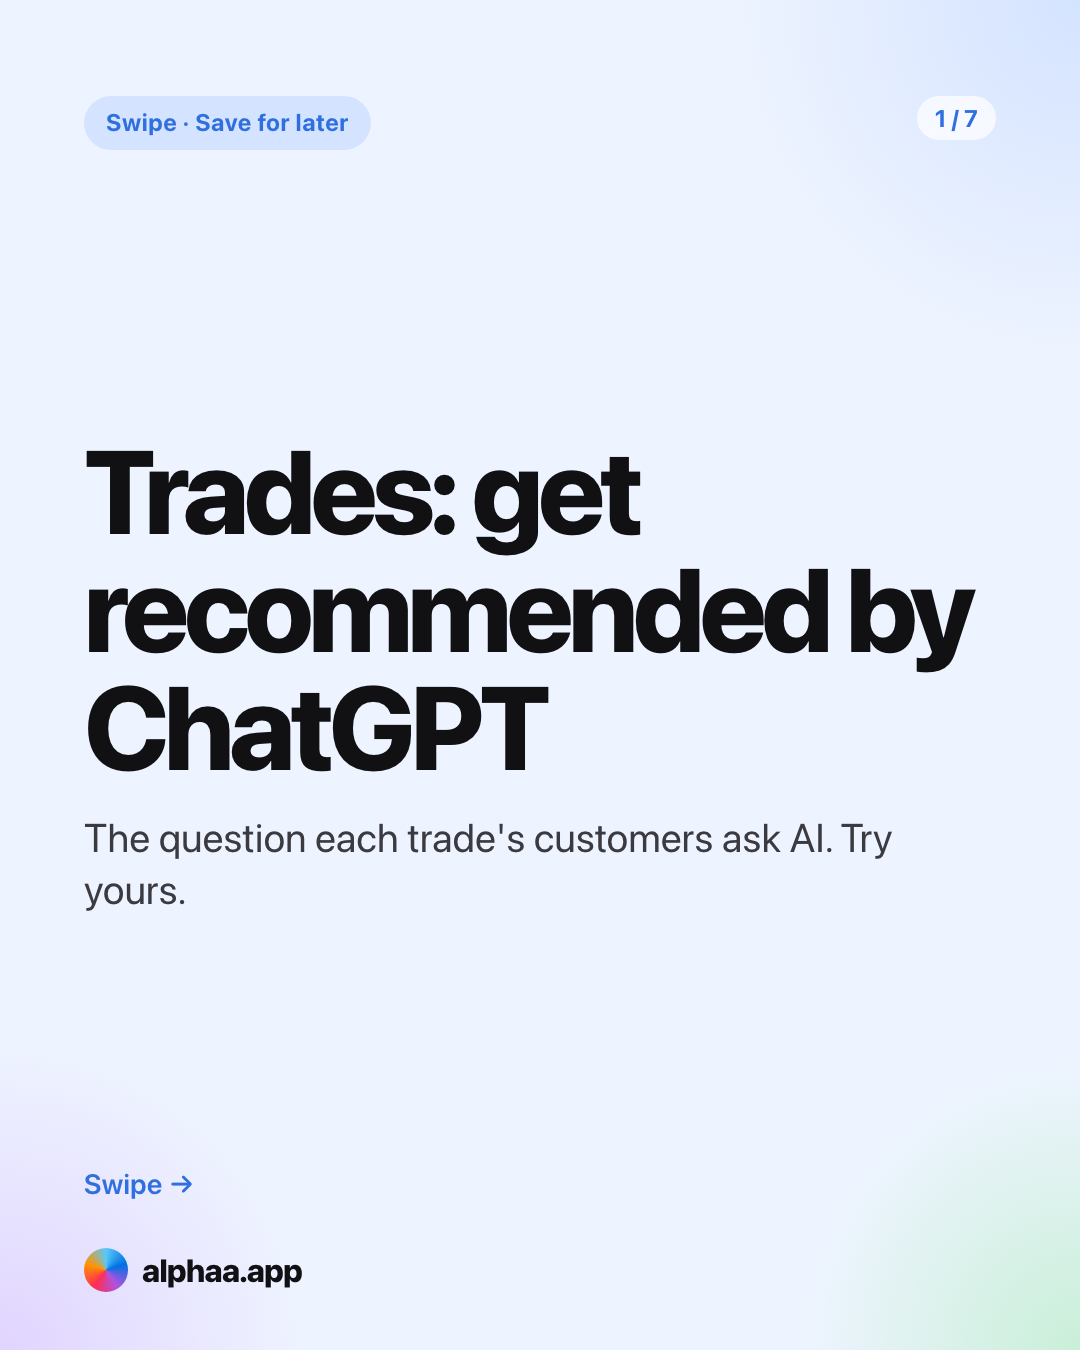 Swipe · Save for later
1 / 7
Trades: get
recommended by
ChatGPT
The question each trade's customers ask AI. Try
yours.
Swipe →
alphaa.app